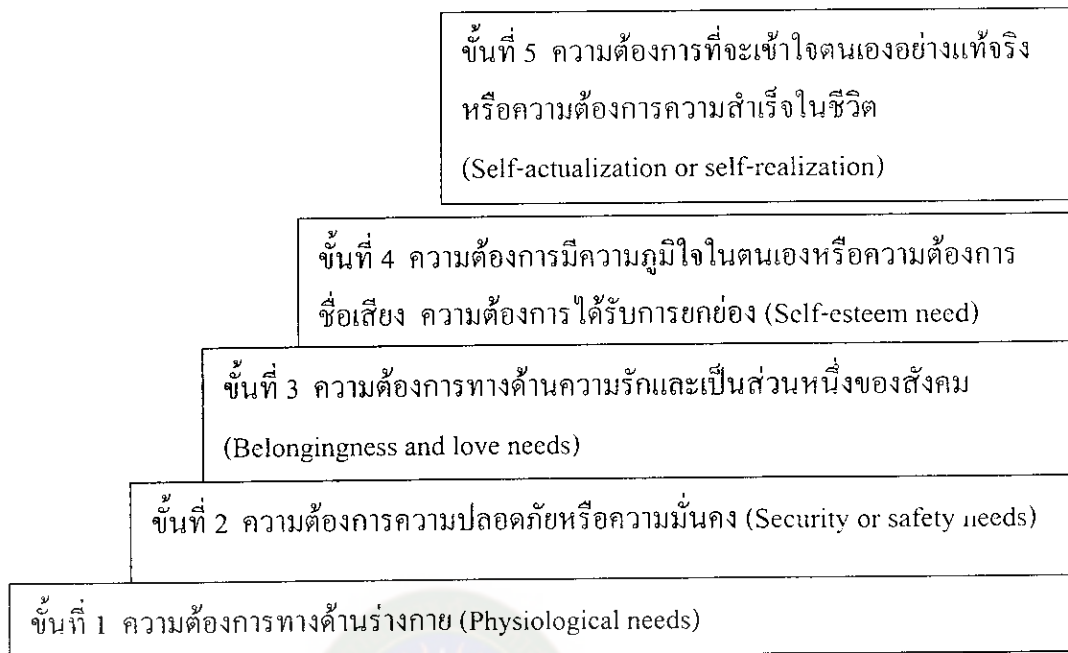 ขั้นที่ 5 ความต้องการที่จะเข้าใจตนเองอย่างแท้จริง
หรือความต้องการความสำเร็จในชีวิต
(Self-actualization or self-realization)
ขั้นที่ 4 ความต้องการมีความภูมิใจในตนเองหรือความต้องการ
ชื่อเสียง ความต้องการได้รับการยกย่อง (Self-esteem need)
ขั้นที่ 3 ความต้องการทางด้านความรักและเป็นส่วนหนึ่งของสังคม
(Belongingness and love needs)
ขั้นที่ 2 ความต้องการความปลอดภัยหรือความมั่นคง (Security or safety needs)
ขั้นที่ 1 ความต้องการทางด้านร่างกาย (Physiological needs)